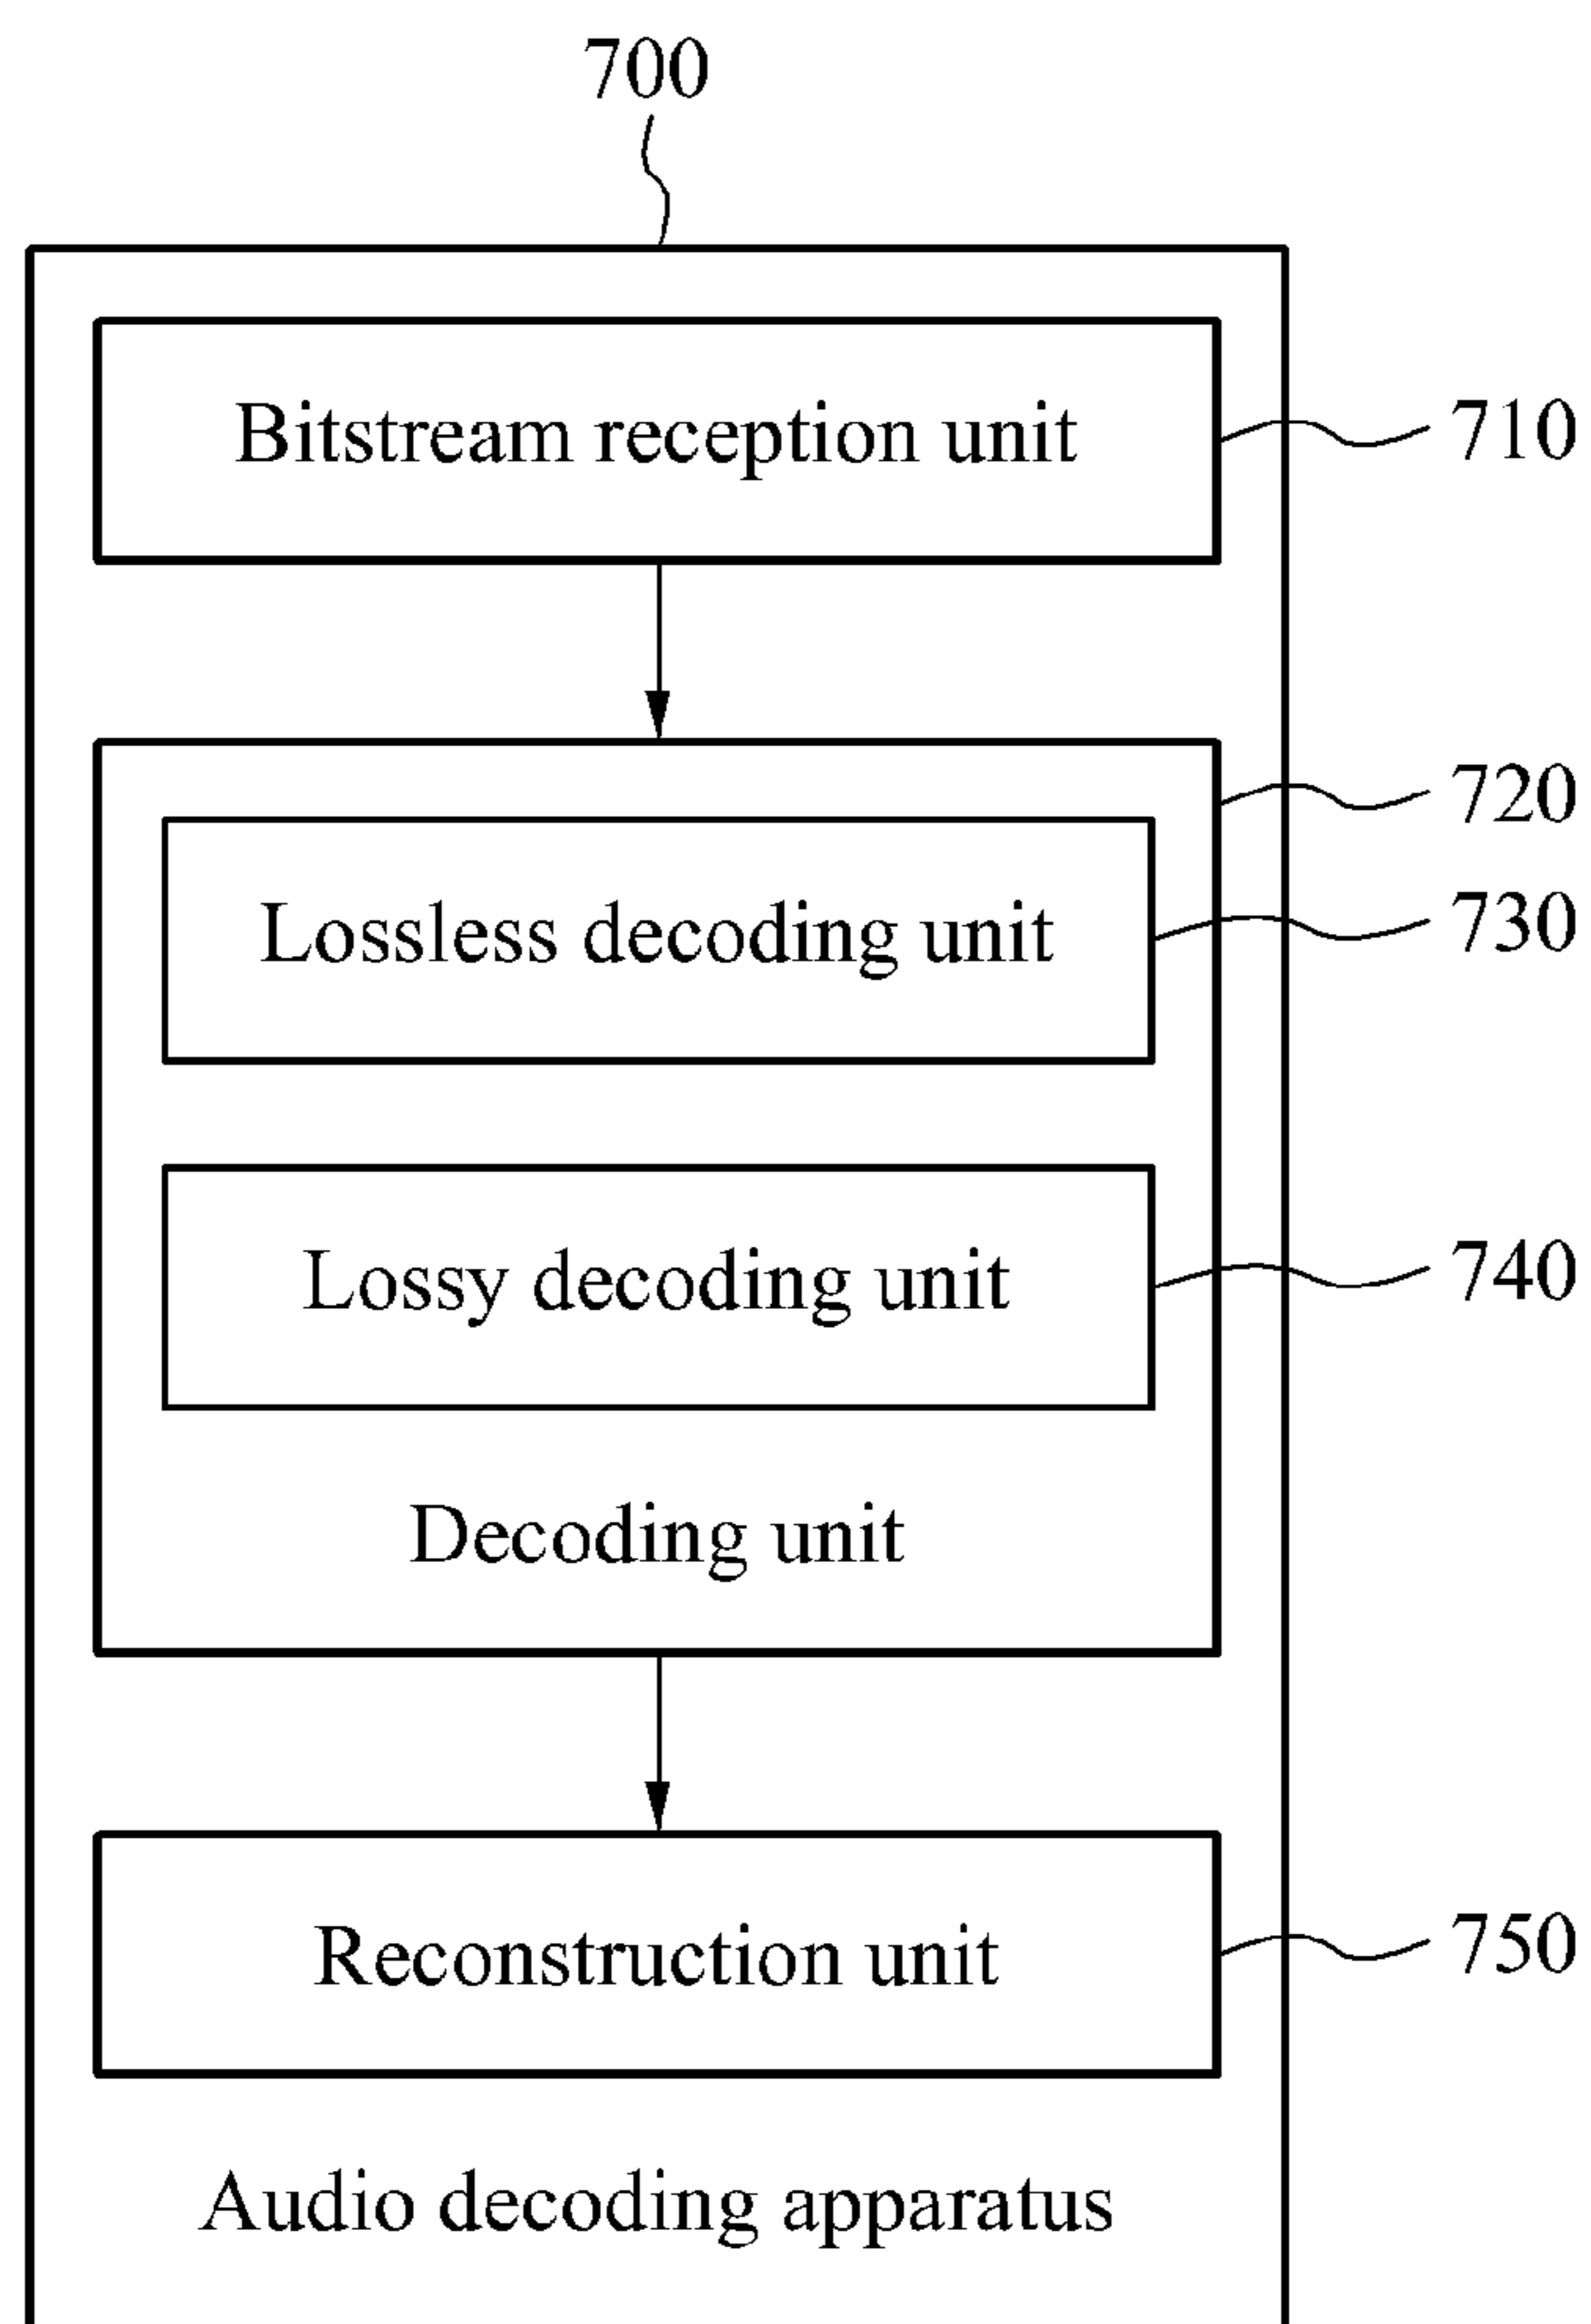 700
Bitstream reception unit
710
720
Lossless decoding unit
730
Lossy decoding unit
740
Decoding unit
Reconstruction unit
750
Audio decoding apparatus